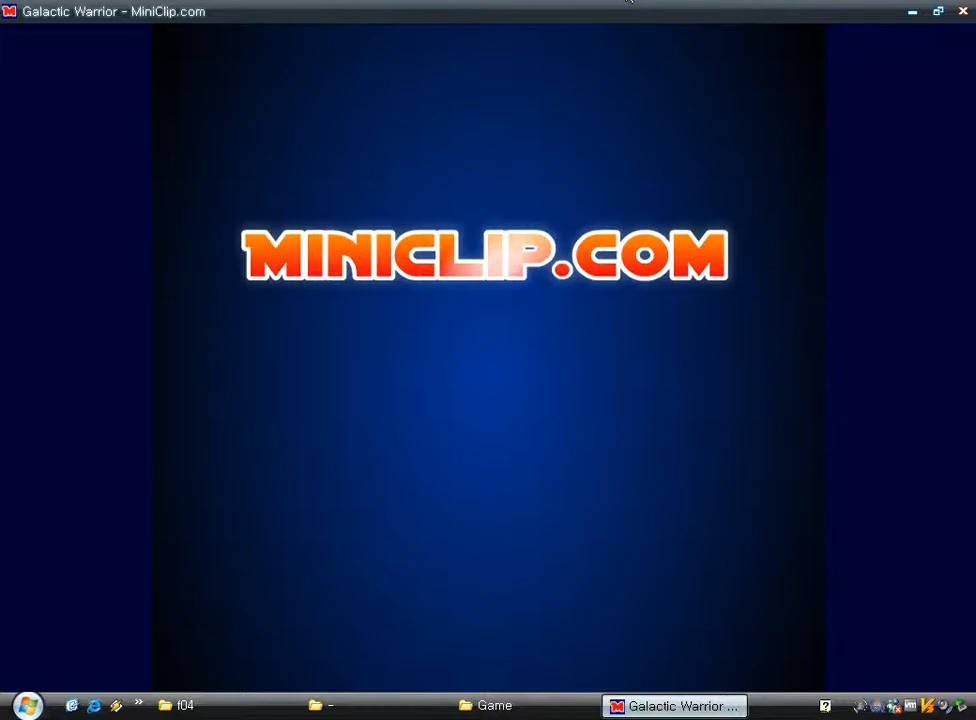 Galactic Warrior - MiniClip.com
MINICLIP.COM
f04
-
Game
Galactic Warrior ...